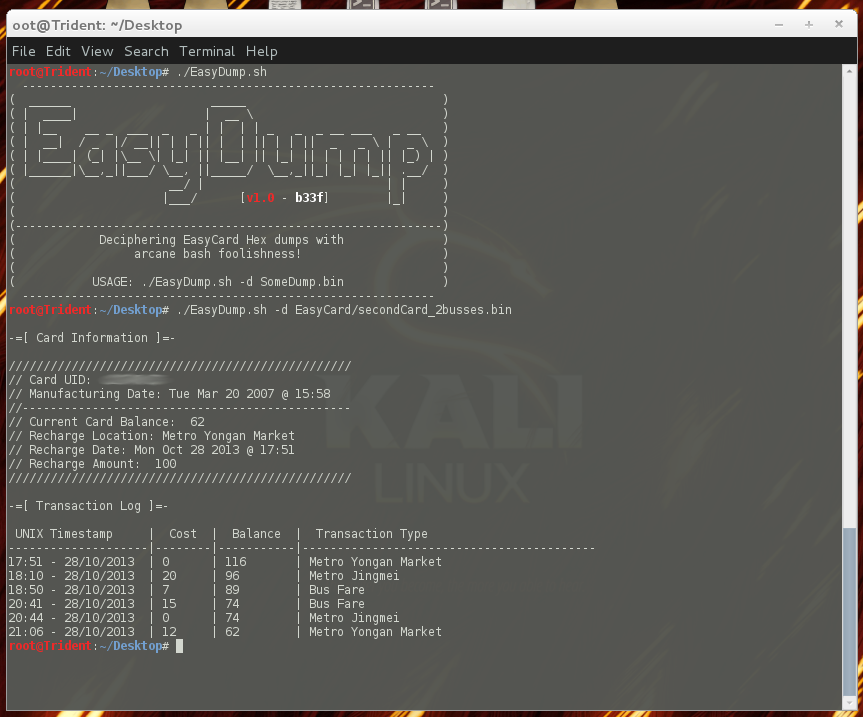 oot@Trident: ~/Desktop
File Edit View Search Terminal Help
root@Trident:~/Desktop# ./EasyDump.sh
EasyDump
[v1.0 - b33f]
Deciphering EasyCard Hex dumps with
arcane bash foolishness!
USAGE: ./EasyDump.sh -d SomeDump.bin
root@Trident:~/Desktop# ./EasyDump.sh -d EasyCard/secondCard_2busses.bin
-=[ Card Information ]=-
/////////////////////////////////////////////////
// Card UID:
// Manufacturing Date: Tue Mar 20 2007 @ 15:58
//-----------------------------------------------
// Current Card Balance:  62
// Recharge Location: Metro Yongan Market
// Recharge Date: Mon Oct 28 2013 @ 17:51
// Recharge Amount:  100
/////////////////////////////////////////////////
-=[ Transaction Log ]=-
UNIX Timestamp | Cost | Balance | Transaction Type
--------------------|--------|-----------|------------------------------------------
17:51 - 28/10/2013 | 0 | 116 | Metro Yongan Market
18:10 - 28/10/2013 | 20 | 96 | Metro Jingmei
18:50 - 28/10/2013 | 7 | 89 | Bus Fare
20:41 - 28/10/2013 | 15 | 74 | Bus Fare
20:44 - 28/10/2013 | 0 | 74 | Metro Jingmei
21:06 - 28/10/2013 | 12 | 62 | Metro Yongan Market
root@Trident:~/Desktop#
KALI
LINUX